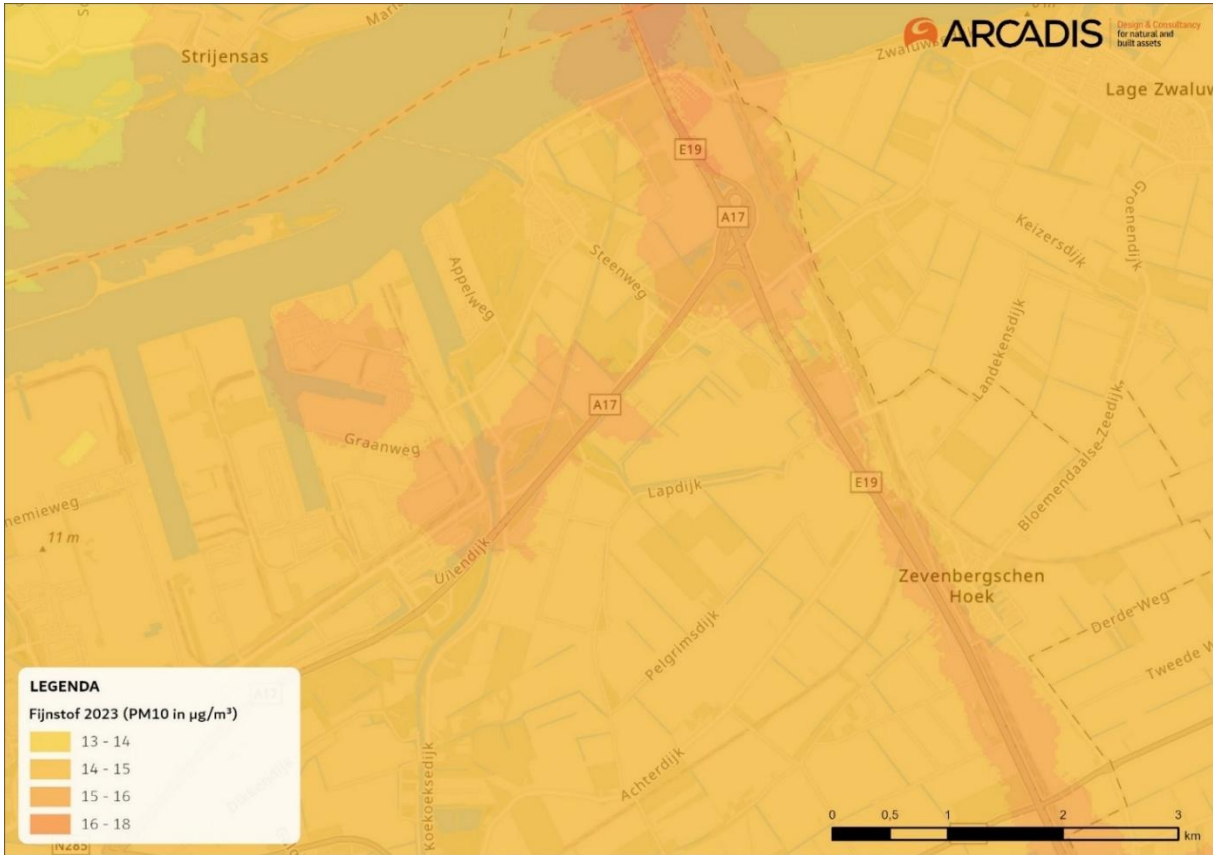 Strijensas
ARCADIS
Design & Consultancy
for natural and
built assets
Lage Zwaluw
E19
A17
Keizersdijk
Groenendijk
Steenweg
Appelweg
Landekensdijk
A17
Graanweg
Bloemendaalse-Zeedijk
E19
Lapdijk
nemieweg
11 m
Uilendijk
Zevenbergschen
Hoek
Derde Weg
Pelgrimsdijk
Tweede W
Achterdijk
Koekoeksedijk
LEGENDA
Fijnstof 2023 (PM10 in µg/m³)
13 - 14
14 - 15
15 - 16
16 - 18
N285
0 0,5 1 2 3
km